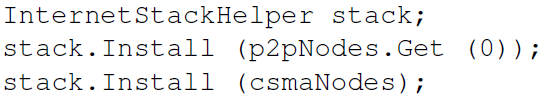 InternetStackHelper stack;
stack.Install (p2pNodes.Get (0));
stack.Install (csmaNodes);